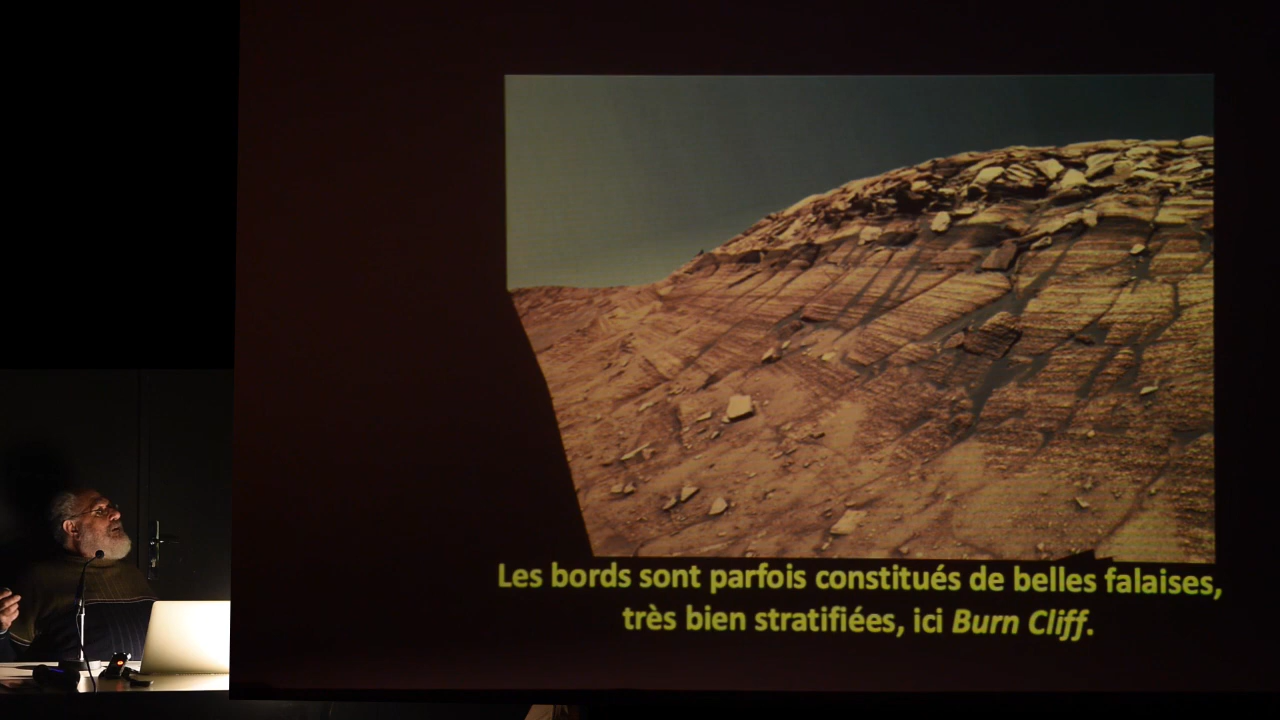 Les bords sont parfois constitués de belles falaises,
très bien stratifiées, ici Burn Cliff.